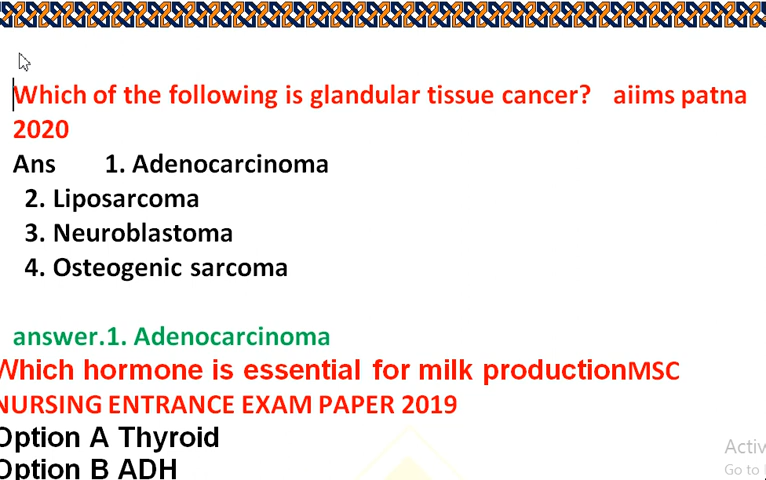 Which of the following is glandular tissue cancer? aiims patna
2020
Ans 1. Adenocarcinoma
2. Liposarcoma
3. Neuroblastoma
4. Osteogenic sarcoma
answer.1. Adenocarcinoma
Which hormone is essential for milk productionMSC
NURSING ENTRANCE EXAM PAPER 2019
Option A Thyroid
Option B ADH
Go to